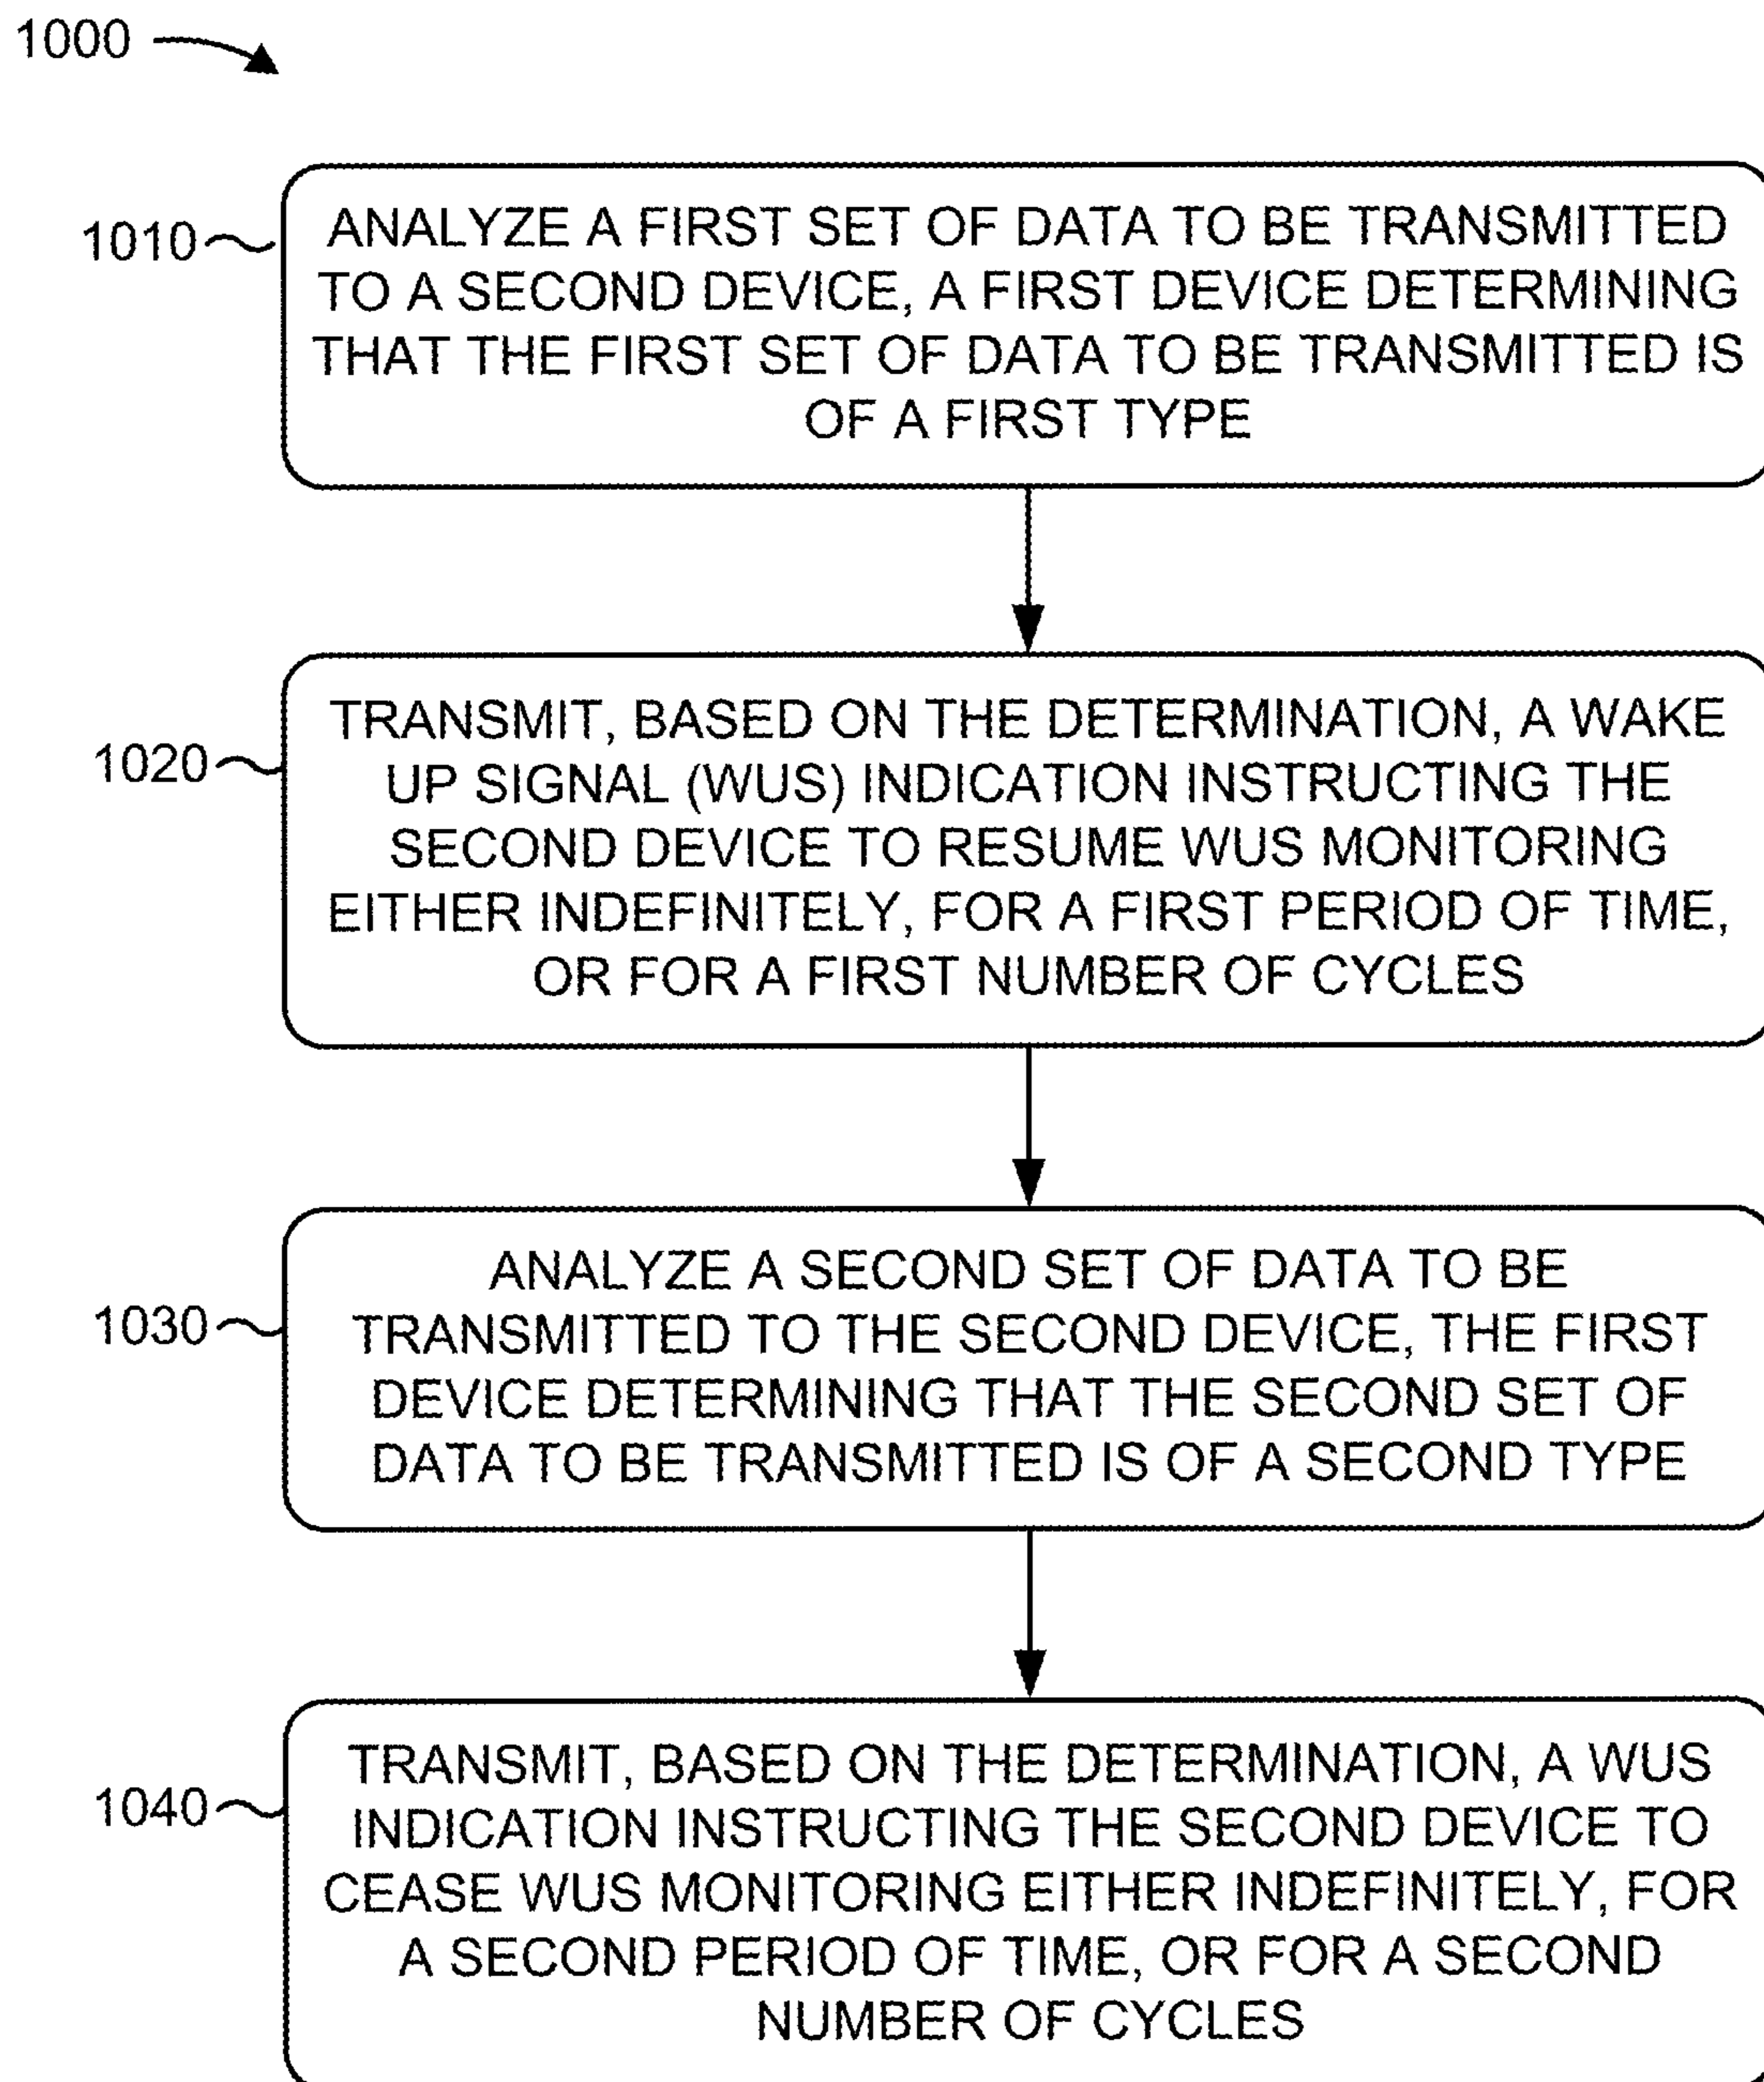 1000
1010
ANALYZE A FIRST SET OF DATA TO BE TRANSMITTED
TO A SECOND DEVICE, A FIRST DEVICE DETERMINING
THAT THE FIRST SET OF DATA TO BE TRANSMITTED IS
OF A FIRST TYPE
1020
TRANSMIT, BASED ON THE DETERMINATION, A WAKE
UP SIGNAL (WUS) INDICATION INSTRUCTING THE
SECOND DEVICE TO RESUME WUS MONITORING
EITHER INDEFINITELY, FOR A FIRST PERIOD OF TIME,
OR FOR A FIRST NUMBER OF CYCLES
1030
ANALYZE A SECOND SET OF DATA TO BE
TRANSMITTED TO THE SECOND DEVICE, THE FIRST
DEVICE DETERMINING THAT THE SECOND SET OF
DATA TO BE TRANSMITTED IS OF A SECOND TYPE
1040
TRANSMIT, BASED ON THE DETERMINATION, A WUS
INDICATION INSTRUCTING THE SECOND DEVICE TO
CEASE WUS MONITORING EITHER INDEFINITELY, FOR
A SECOND PERIOD OF TIME, OR FOR A SECOND
NUMBER OF CYCLES